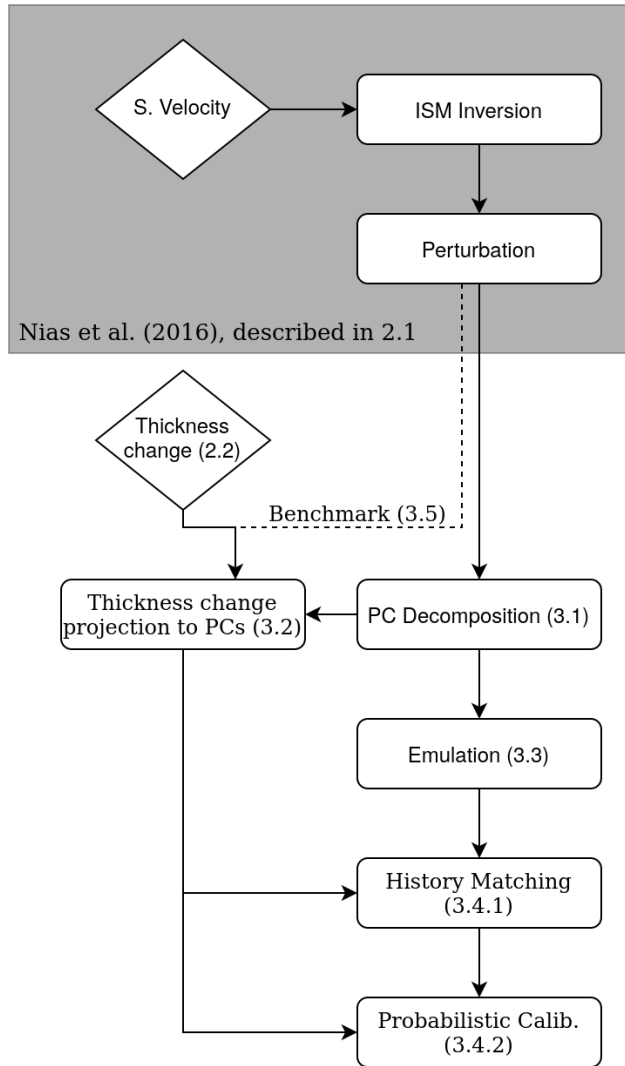 S. Velocity
ISM Inversion
Perturbation
Nias et al. (2016), described in 2.1
Thickness
change (2.2)
Benchmark (3.5)
Thickness change
projection to PCs (3.2)
PC Decomposition (3.1)
Emulation (3.3)
History Matching
(3.4.1)
Probabilistic Calib.
(3.4.2)